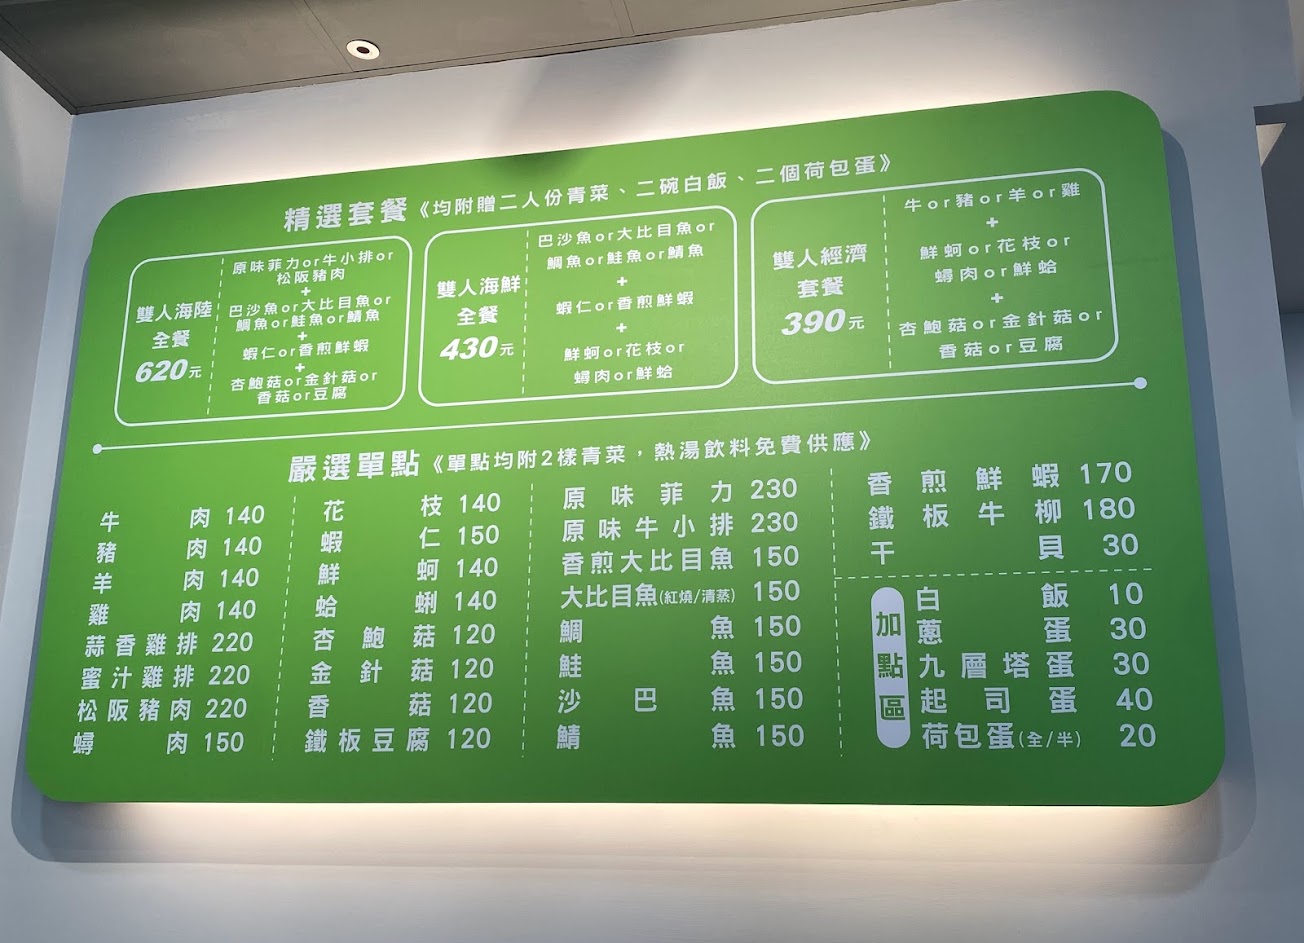 精選套餐《均附贈二人份青菜、二碗白飯、二個荷包蛋》
雙人海陸
全餐
620元
原味菲力or牛小排or
松阪豬肉
+
巴沙魚or大比目魚or
鯛魚or鮭魚or鯖魚
+
蝦仁or香煎鮮蝦
+
杏鮑菇or金針菇or
香菇or豆腐
雙人海鮮
全餐
430元
巴沙魚or大比目魚or
鯛魚or鮭魚or鯖魚
+
蝦仁or香煎鮮蝦
+
鮮蚵or花枝or
蟳肉or鮮蛤
雙人經濟
套餐
390元
牛or豬or羊or雞
+
鮮蚵or花枝or
蟳肉or鮮蛤
+
杏鮑菇or金針菇or
香菇or豆腐
嚴選單點《單點均附2樣青菜，熱湯飲料免費供應》
牛肉 140
豬肉 140
羊肉 140
雞肉 140
蒜香雞排 220
蜜汁雞排 220
松阪豬肉 220
蟳肉 150
花枝 140
蝦仁 150
鮮蚵 140
蛤蜊 140
杏鮑菇 120
金針菇 120
香菇 120
鐵板豆腐 120
原味菲力 230
原味牛小排 230
香煎大比目魚 150
大比目魚(紅燒/清蒸) 150
鯛魚 150
鮭魚 150
沙巴魚 150
鯖魚 150
香煎鮮蝦 170
鐵板牛柳 180
干貝 30
加點區
白飯 10
蔥蛋 30
九層塔蛋 30
起司蛋 40
荷包蛋(全/半) 20